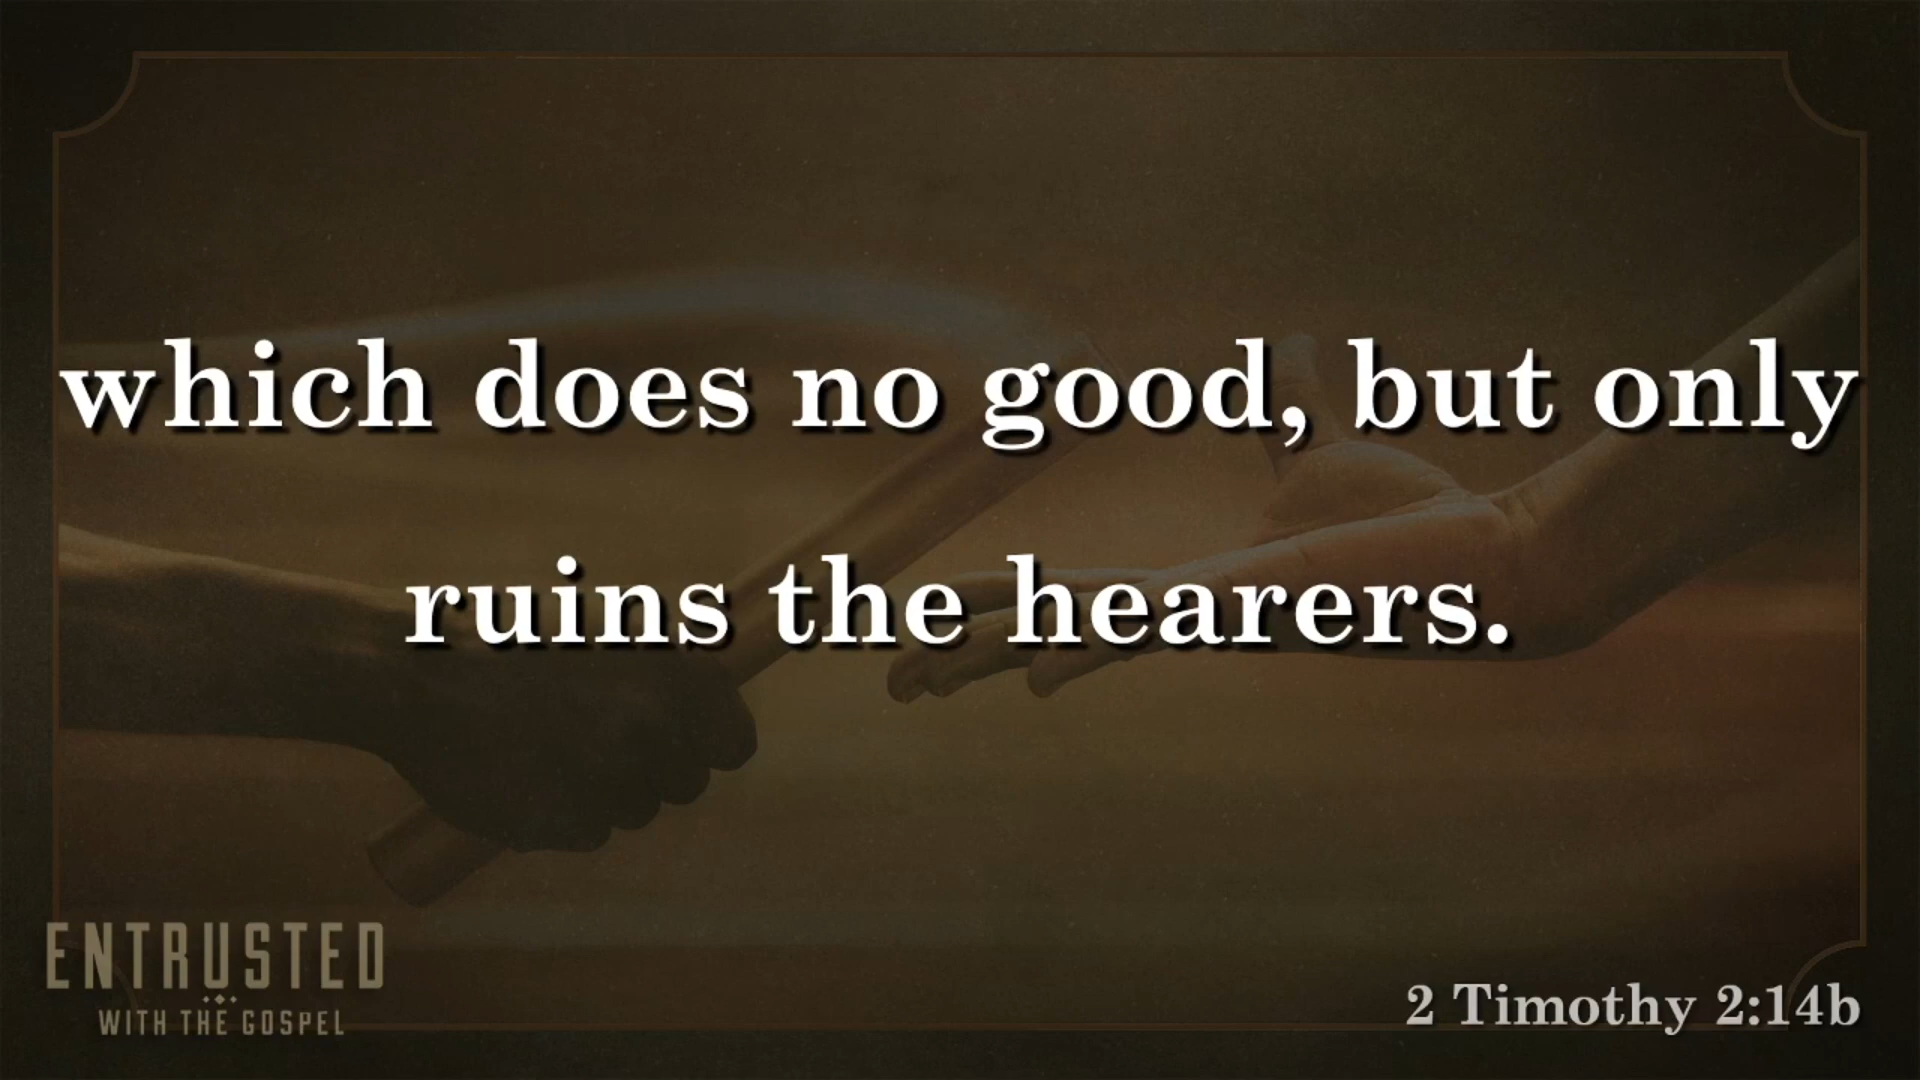 which does no good, but only
ruins the hearers.
ENTRUSTED
WITH THE GOSPEL
2 Timothy 2:14b